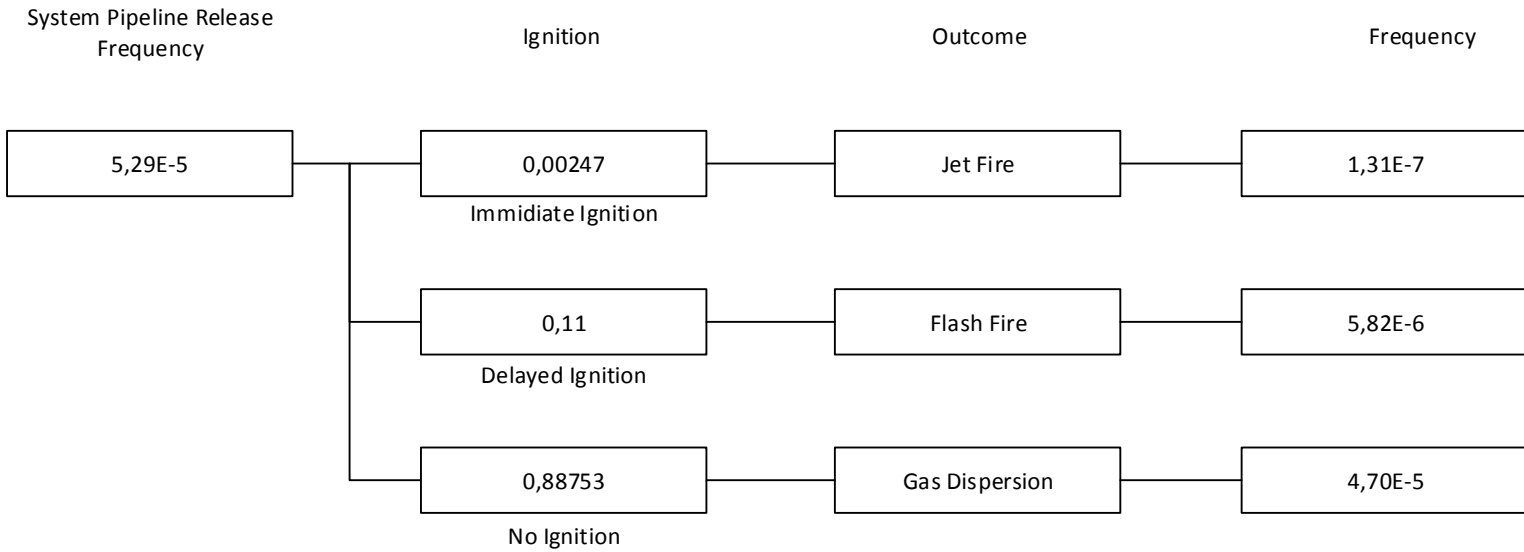 System Pipeline Release
Frequency
Ignition
Outcome
Frequency
5,29E-5
0,00247
Jet Fire
1,31E-7
Immidiate Ignition
0,11
Flash Fire
5,82E-6
Delayed Ignition
0,88753
Gas Dispersion
4,70E-5
No Ignition